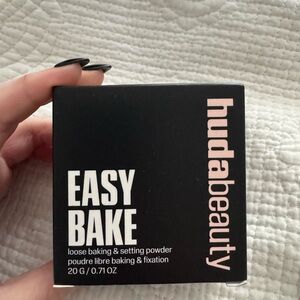 EASY
BAKE
loose baking & setting powder
poudre libre baking & fixation
20 G / 0.71 OZ
hudabeauty